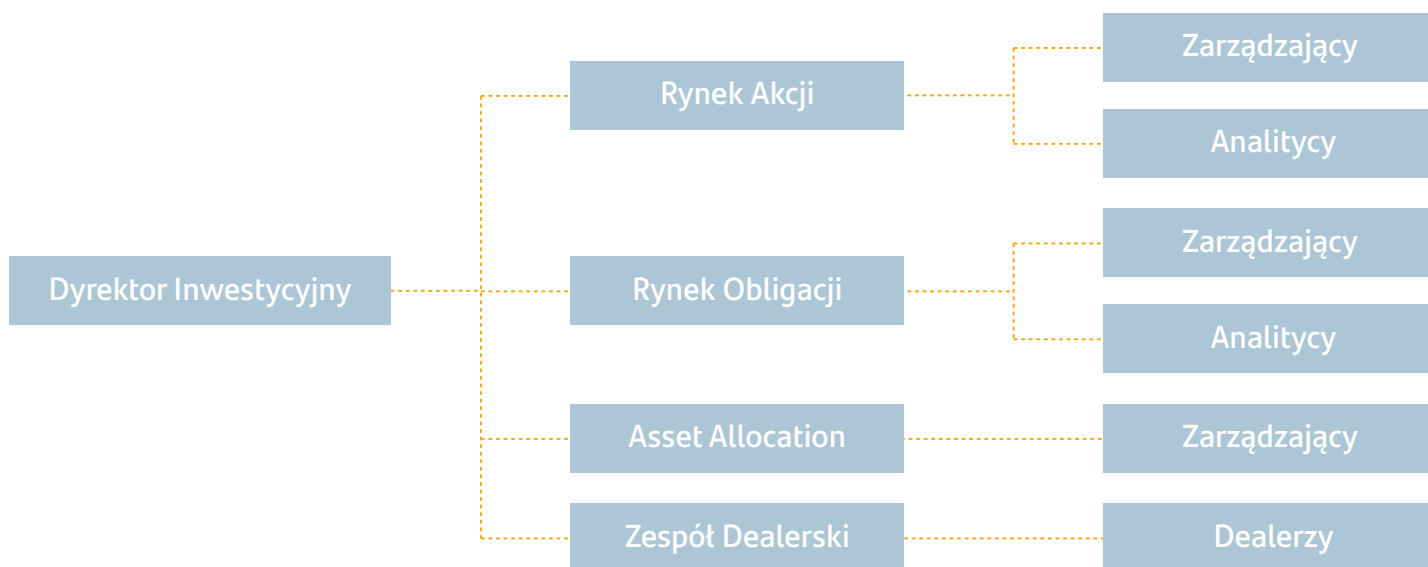 Dyrektor Inwestycyjny
Rynek Akcji
Zarządzający
Analitycy
Rynek Obligacji
Zarządzający
Analitycy
Asset Allocation
Zarządzający
Zespół Dealerski
Dealerzy